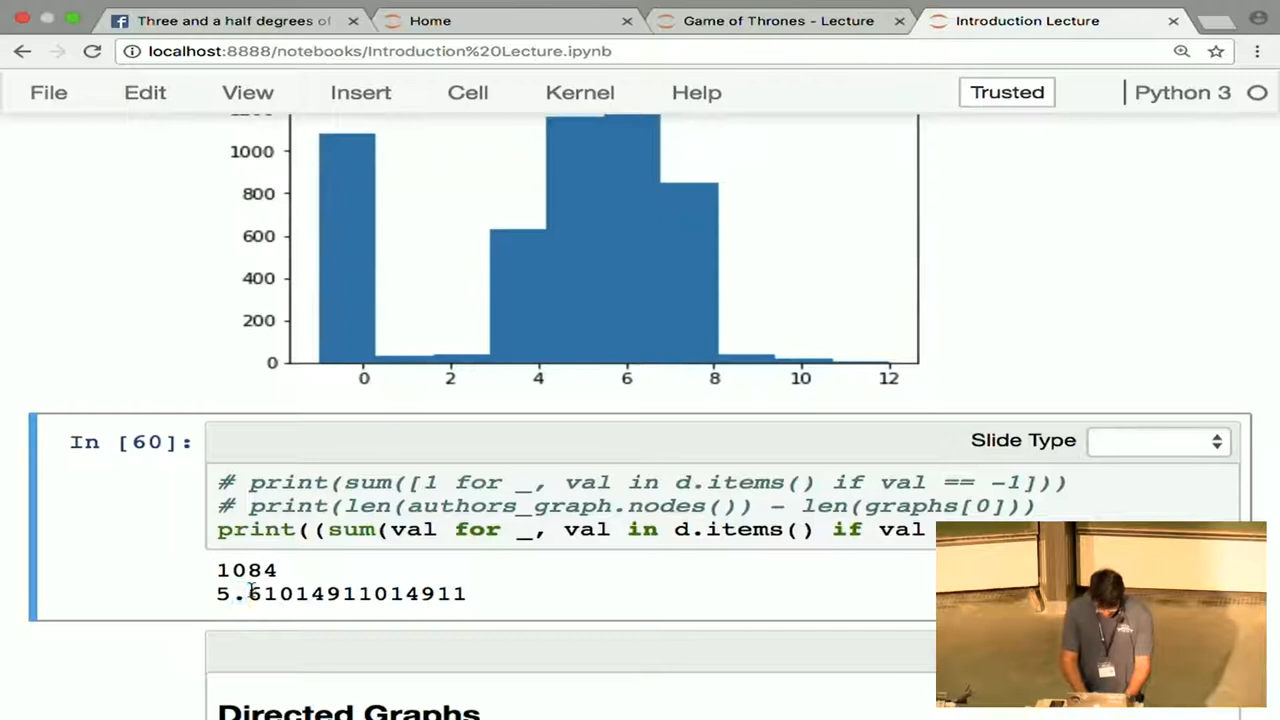 Three and a half degrees of
Home
Game of Thrones - Lecture
Introduction Lecture
localhost:8888/notebooks/Introduction%20Lecture.ipynb
File Edit View Insert Cell Kernel Help Trusted Python 3
1000
800
600
400
200
0
0 2 4 6 8 10 12
In [60]:
Slide Type
# print(sum([1 for _, val in d.items() if val == -1]))
# print(len(authors_graph.nodes()) - len(graphs[0]))
print((sum(val for _, val in d.items() if val
1084
5.61014911014911
Directed Graphs